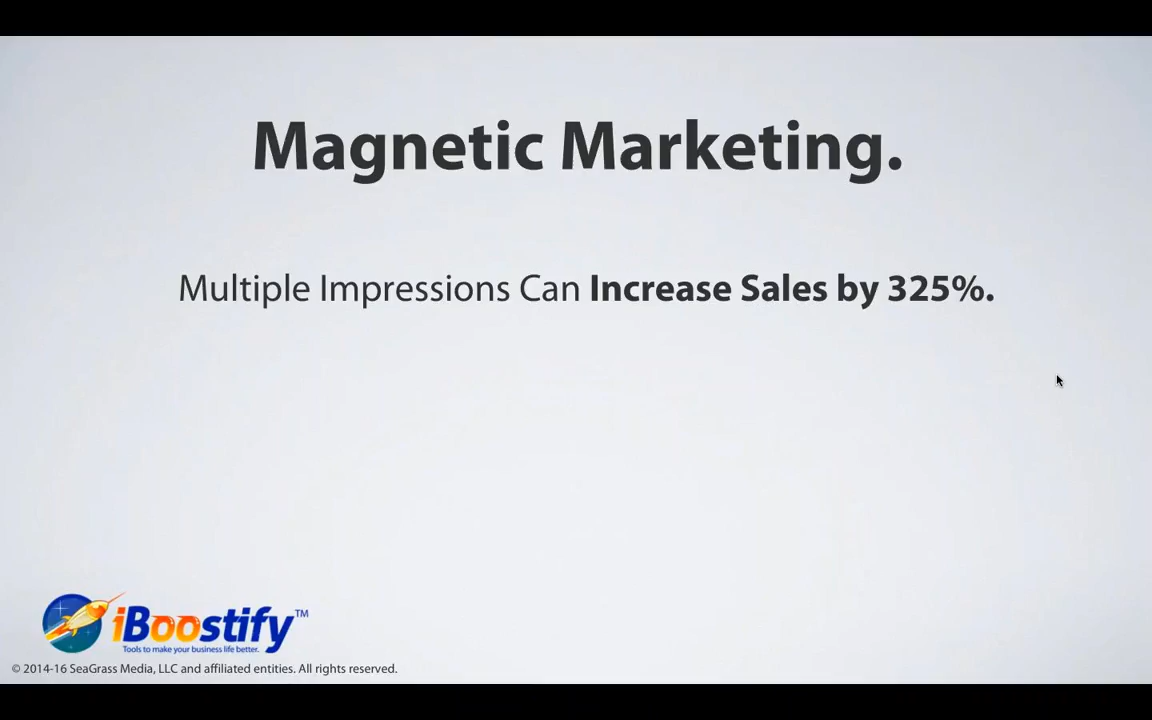 Magnetic Marketing.
Multiple Impressions Can Increase Sales by 325%.
iBoostify™
Tools to make your business life better.
© 2014-16 SeaGrass Media, LLC and affiliated entities. All rights reserved.